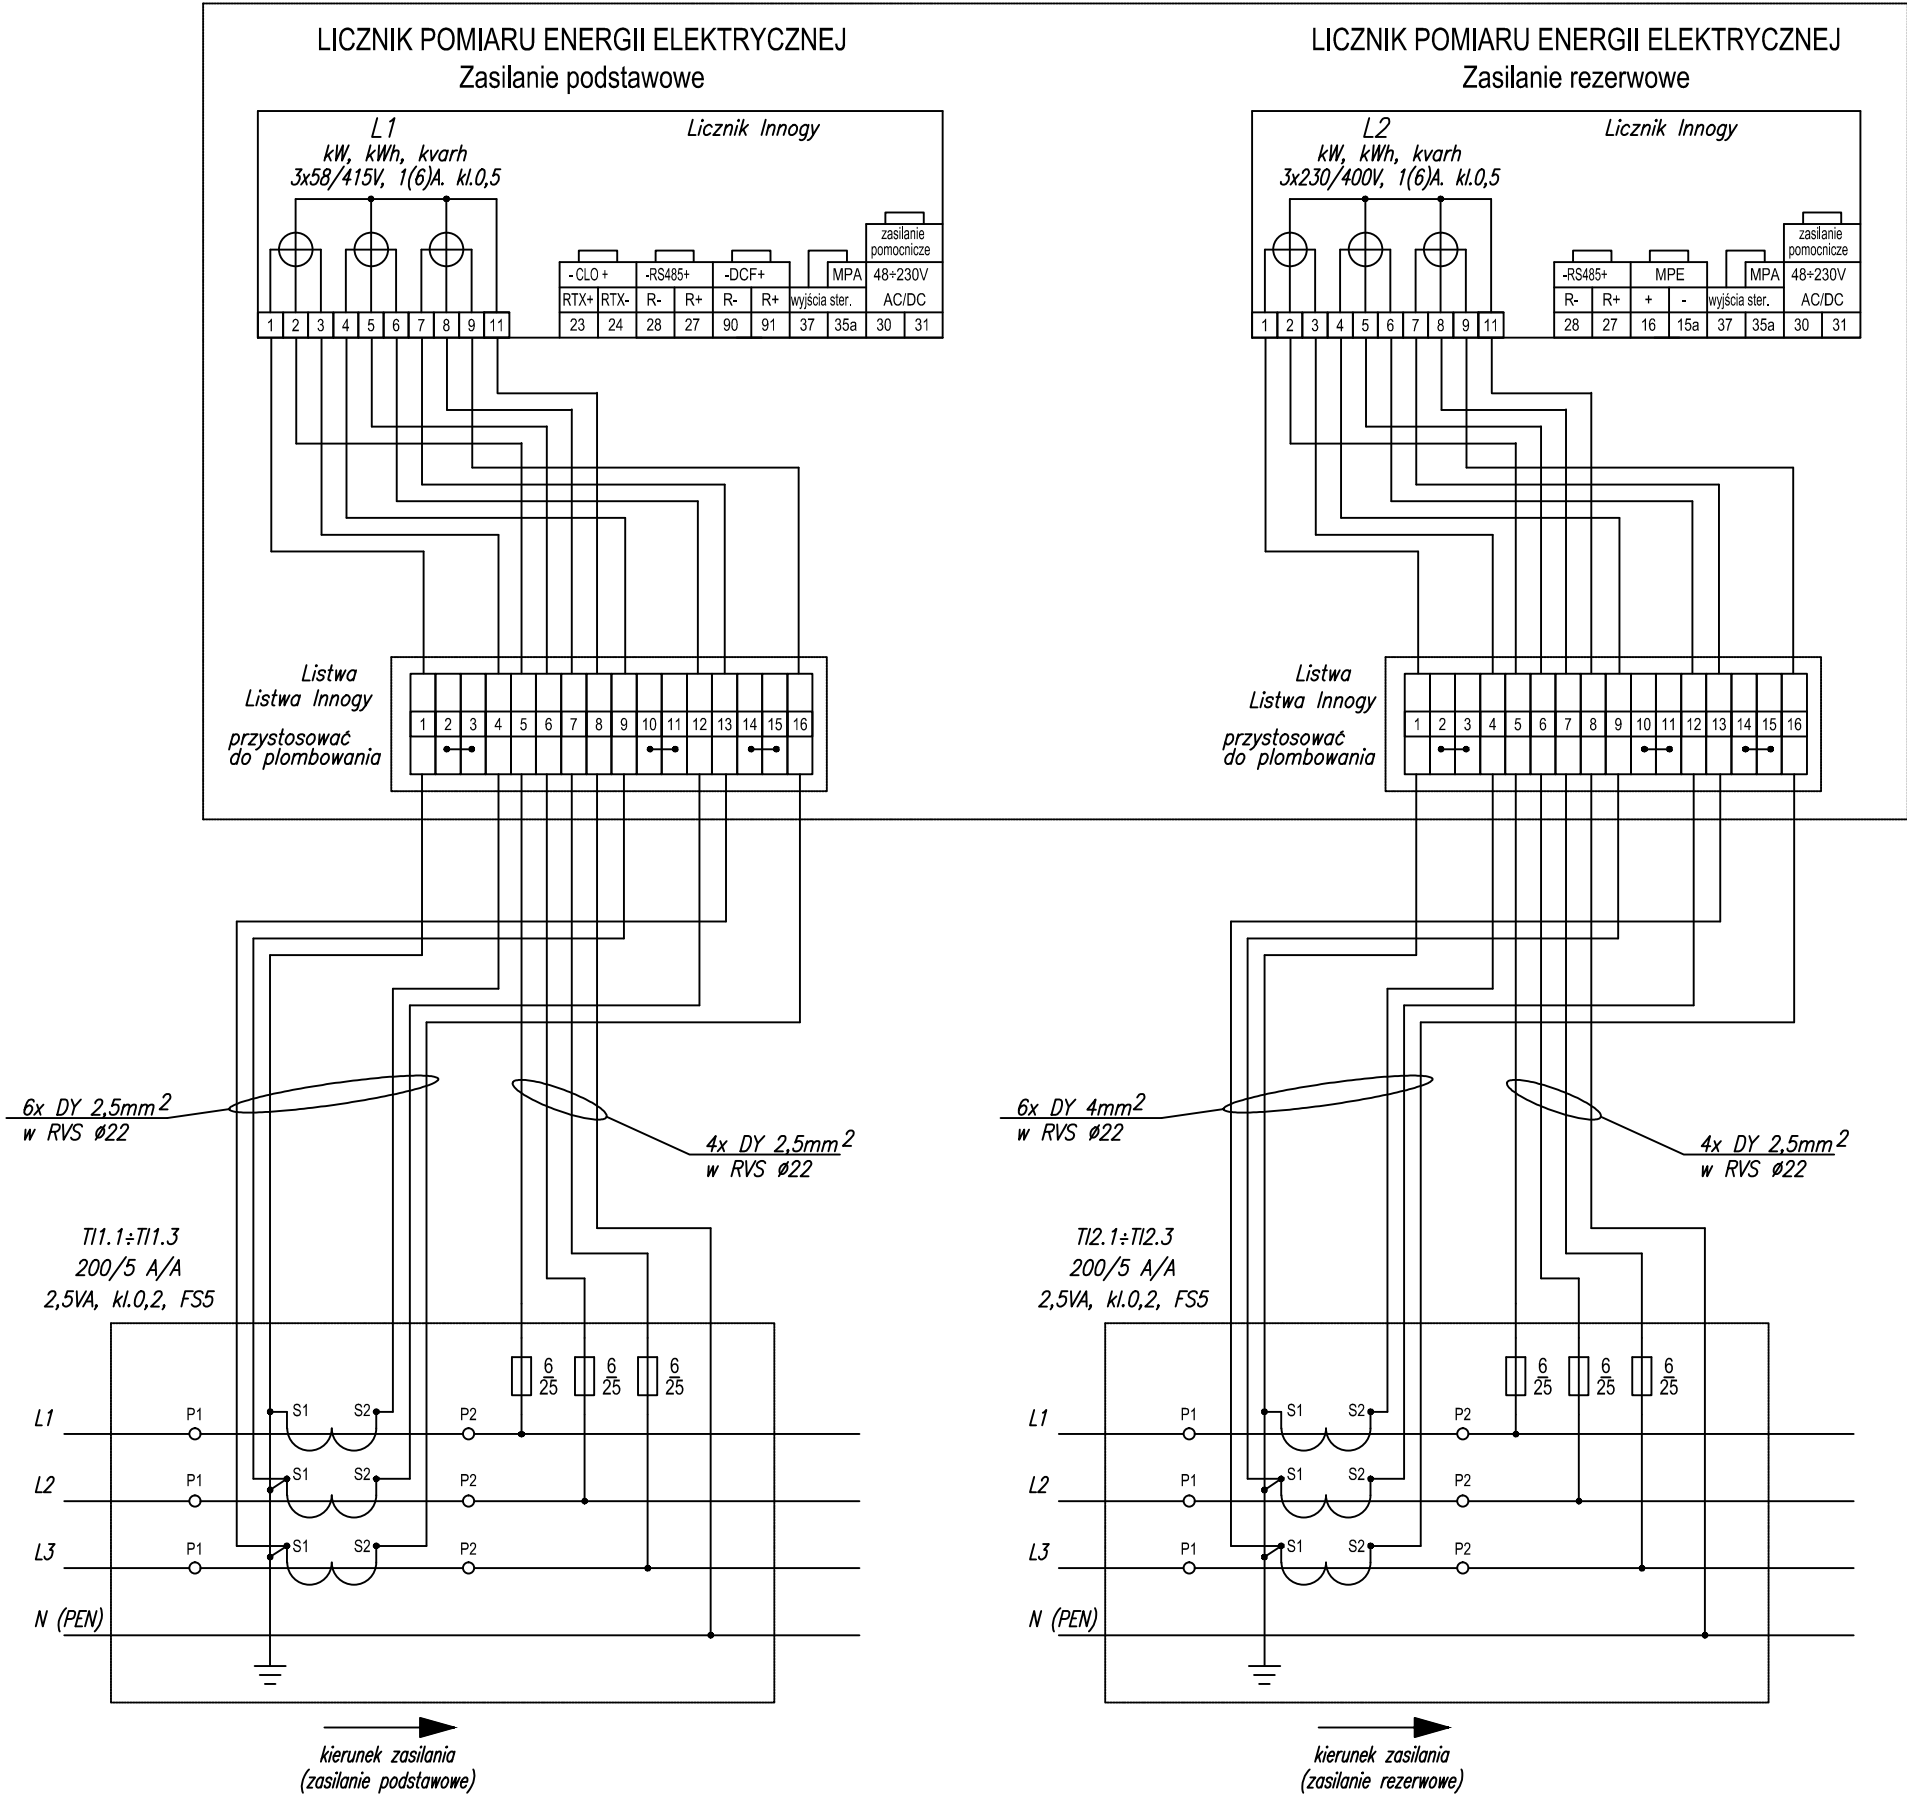 LICZNIK POMIARU ENERGII ELEKTRYCZNEJ
Zasilanie podstawowe
L1
kW, kWh, kvarh
3x58/415V, 1(6)A. kl.0,5
Licznik Innogy
zasilanie
pomocnicze
- CLO + -RS485+ -DCF+ MPA 48÷230V
RTX+ RTX- R- R+ R- R+ wyjścia ster. AC/DC
1 2 3 4 5 6 7 8 9 11 23 24 28 27 90 91 37 35a 30 31
Listwa
Listwa Innogy
przystosować
do plombowania
1 2 3 4 5 6 7 8 9 10 11 12 13 14 15 16
6x DY 2,5mm2
w RVS ø22
4x DY 2,5mm2
w RVS ø22
TI1.1÷TI1.3
200/5 A/A
2,5VA, kl.0,2, FS5
6 6 6
25 25 25
L1 P1 S1 S2 P2
L2 P1 S1 S2 P2
L3 P1 S1 S2 P2
N (PEN)
kierunek zasilania
(zasilanie podstawowe)
LICZNIK POMIARU ENERGII ELEKTRYCZNEJ
Zasilanie rezerwowe
L2
kW, kWh, kvarh
3x230/400V, 1(6)A. kl.0,5
Licznik Innogy
zasilanie
pomocnicze
-RS485+ MPE MPA 48÷230V
R- R+ + - wyjścia ster. AC/DC
1 2 3 4 5 6 7 8 9 11 28 27 16 15a 37 35a 30 31
Listwa
Listwa Innogy
przystosować
do plombowania
1 2 3 4 5 6 7 8 9 10 11 12 13 14 15 16
6x DY 4mm2
w RVS ø22
4x DY 2,5mm2
w RVS ø22
TI2.1÷TI2.3
200/5 A/A
2,5VA, kl.0,2, FS5
6 6 6
25 25 25
L1 P1 S1 S2 P2
L2 P1 S1 S2 P2
L3 P1 S1 S2 P2
N (PEN)
kierunek zasilania
(zasilanie rezerwowe)